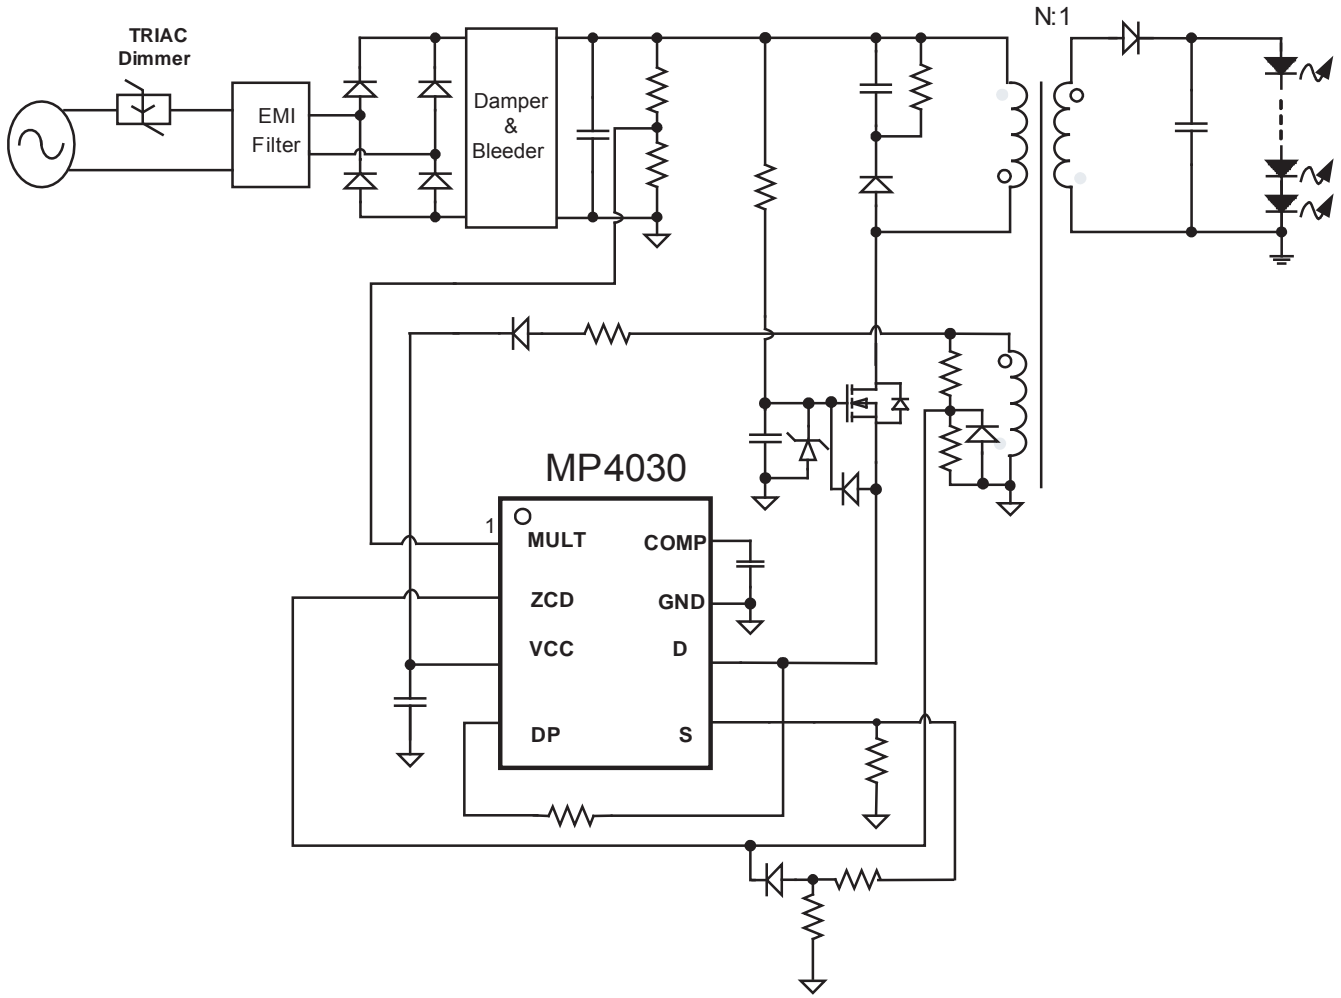 N:1
TRIAC
Dimmer
EMI
Filter
Damper
&
Bleeder
MP4030
1
MULT
COMP
ZCD
GND
VCC
D
DP
S